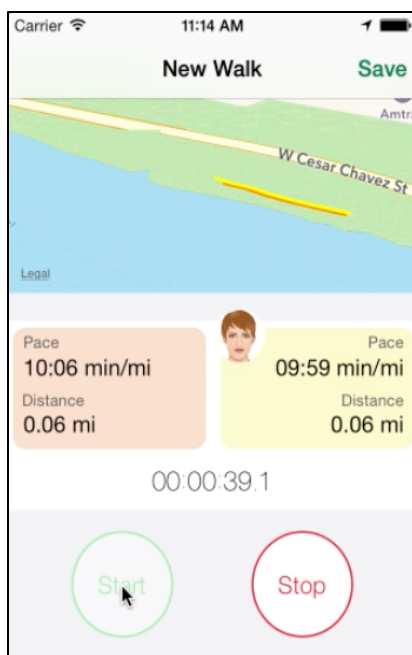 Carrier 11:14 AM
New Walk Save
Amtra
W Cesar Chavez St
Legal
Pace Pace
10:06 min/mi 09:59 min/mi
Distance Distance
0.06 mi 0.06 mi
00:00:39.1
Start Stop